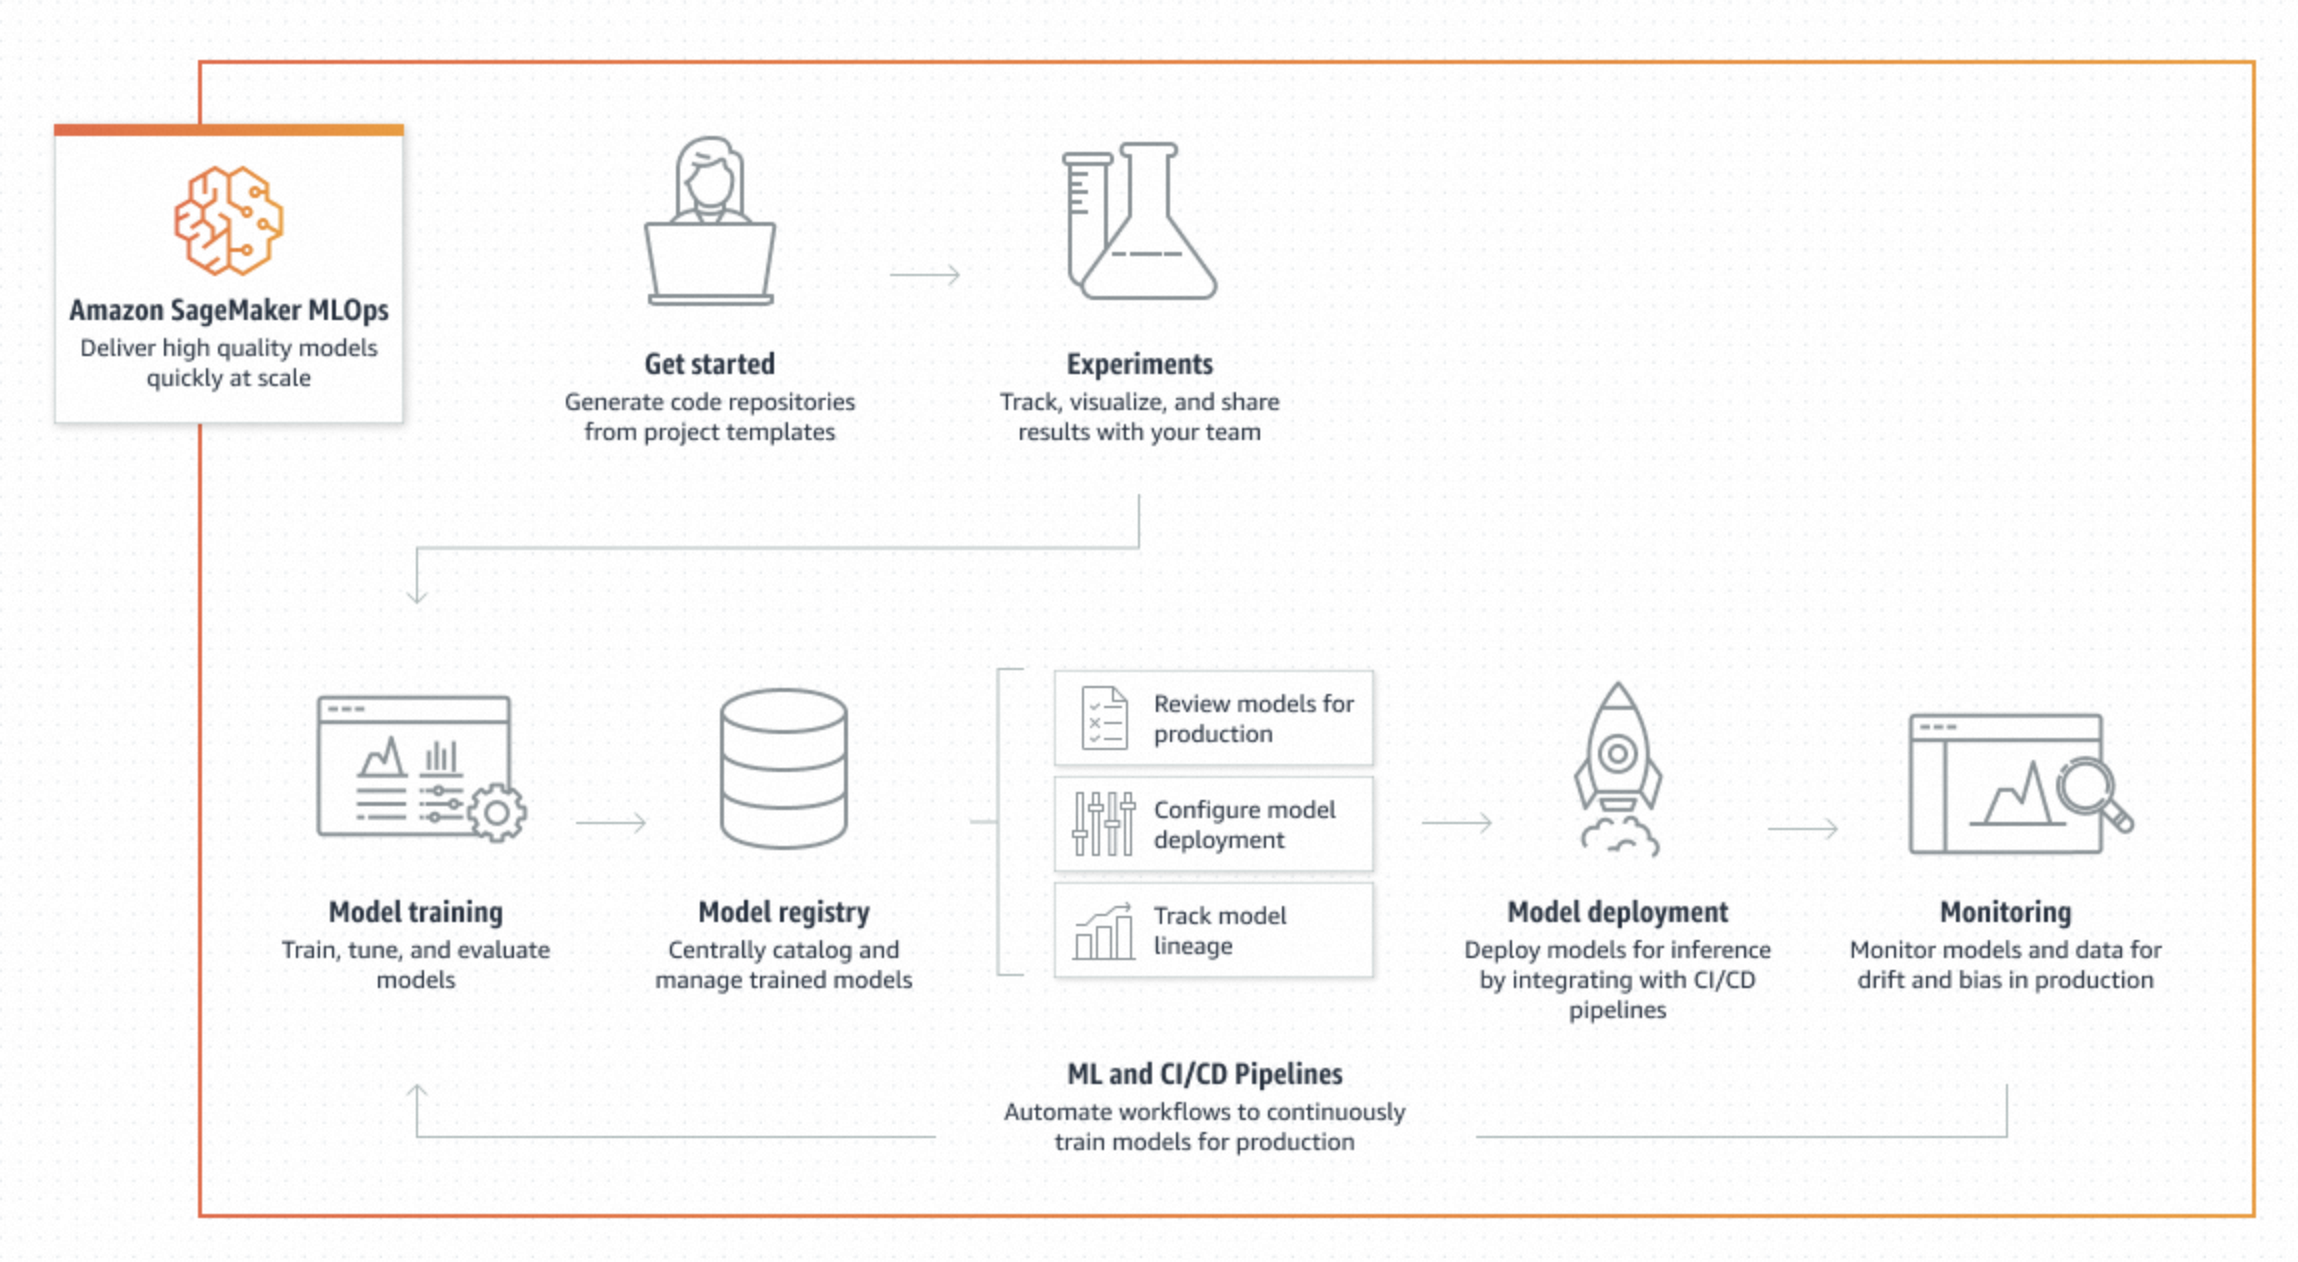 Amazon SageMaker MLOps
Deliver high quality models
quickly at scale
Get started
Generate code repositories
from project templates
Experiments
Track, visualize, and share
results with your team
Model training
Train, tune, and evaluate
models
Model registry
Centrally catalog and
manage trained models
Review models for
production
Configure model
deployment
Track model
lineage
Model deployment
Deploy models for inference
by integrating with CI/CD
pipelines
Monitoring
Monitor models and data for
drift and bias in production
ML and CI/CD Pipelines
Automate workflows to continuously
train models for production